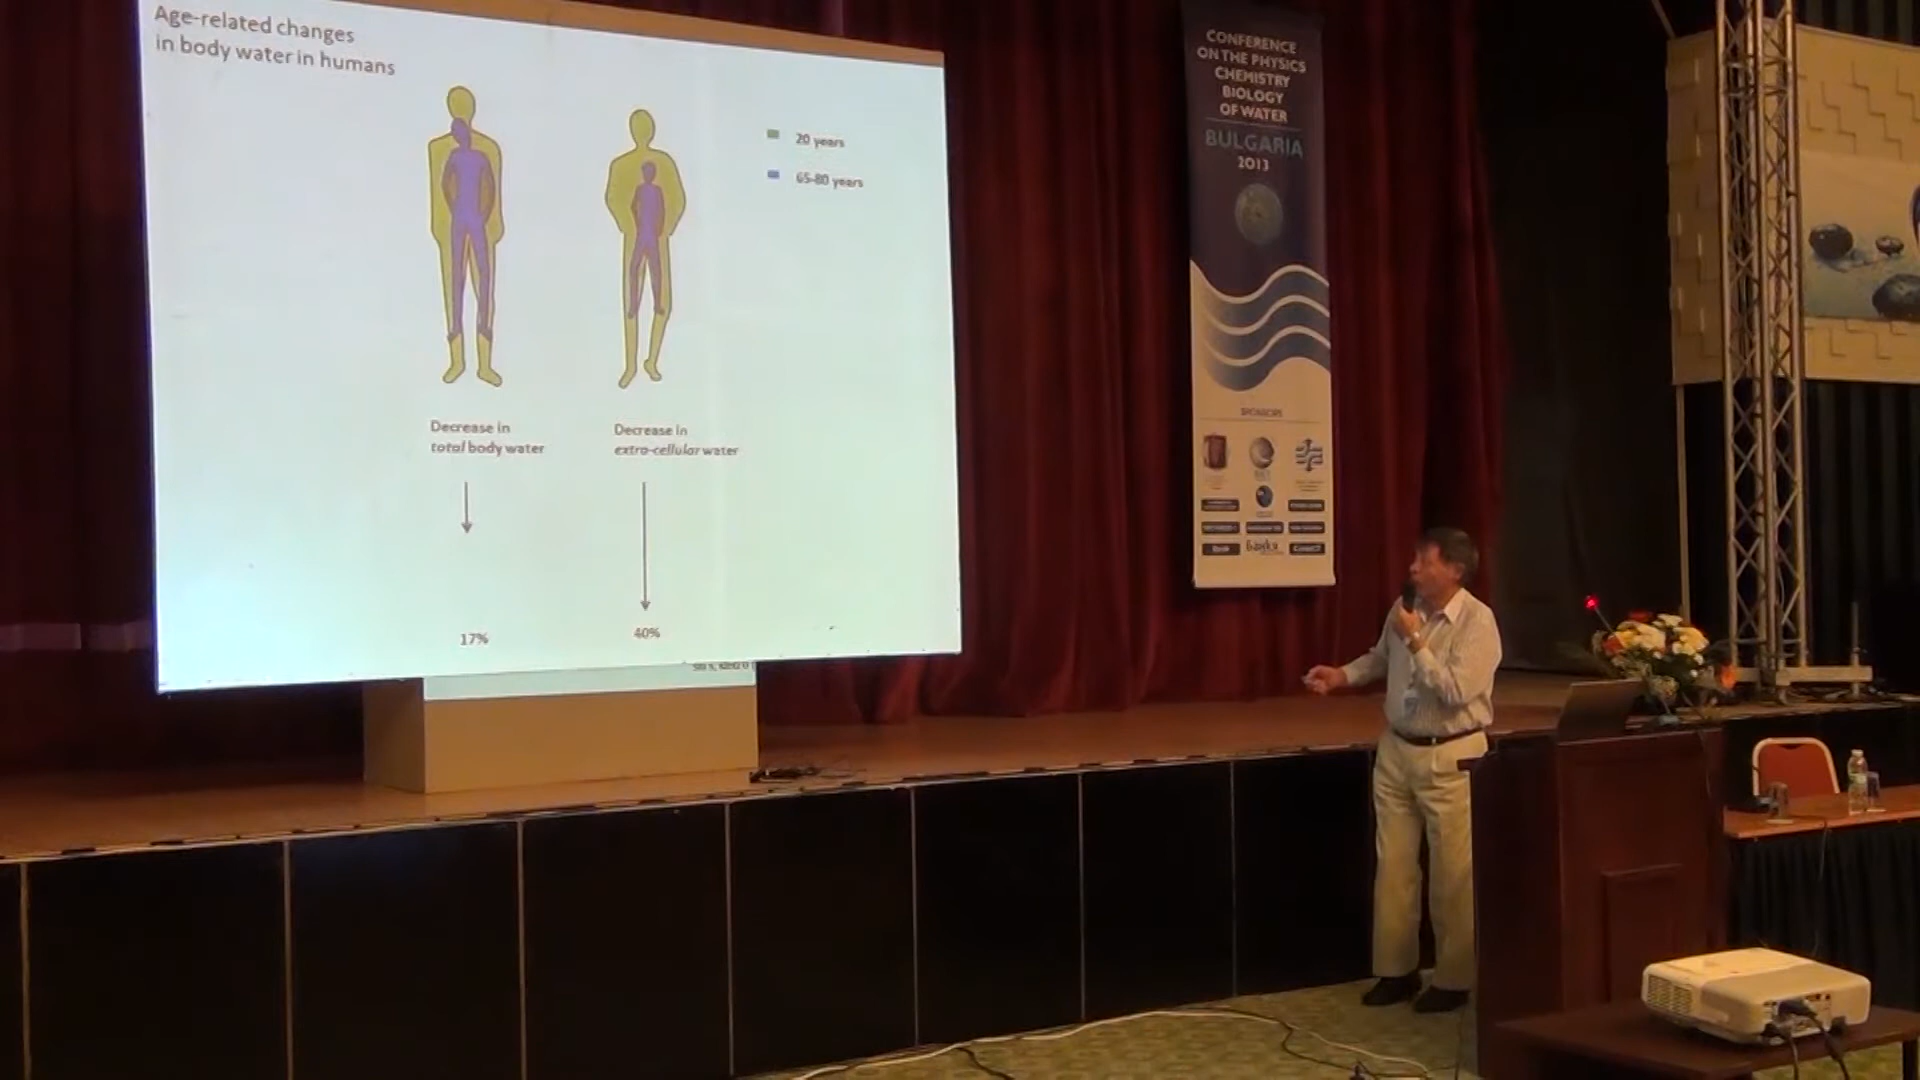 Age-related changes
in body water in humans
20 years
65-80 years
Decrease in
total body water
Decrease in
extra-cellular water
17%
40%
CONFERENCE
ON THE PHYSICS
CHEMISTRY
BIOLOGY
OF WATER
BULGARIA
2013
SPONSORS